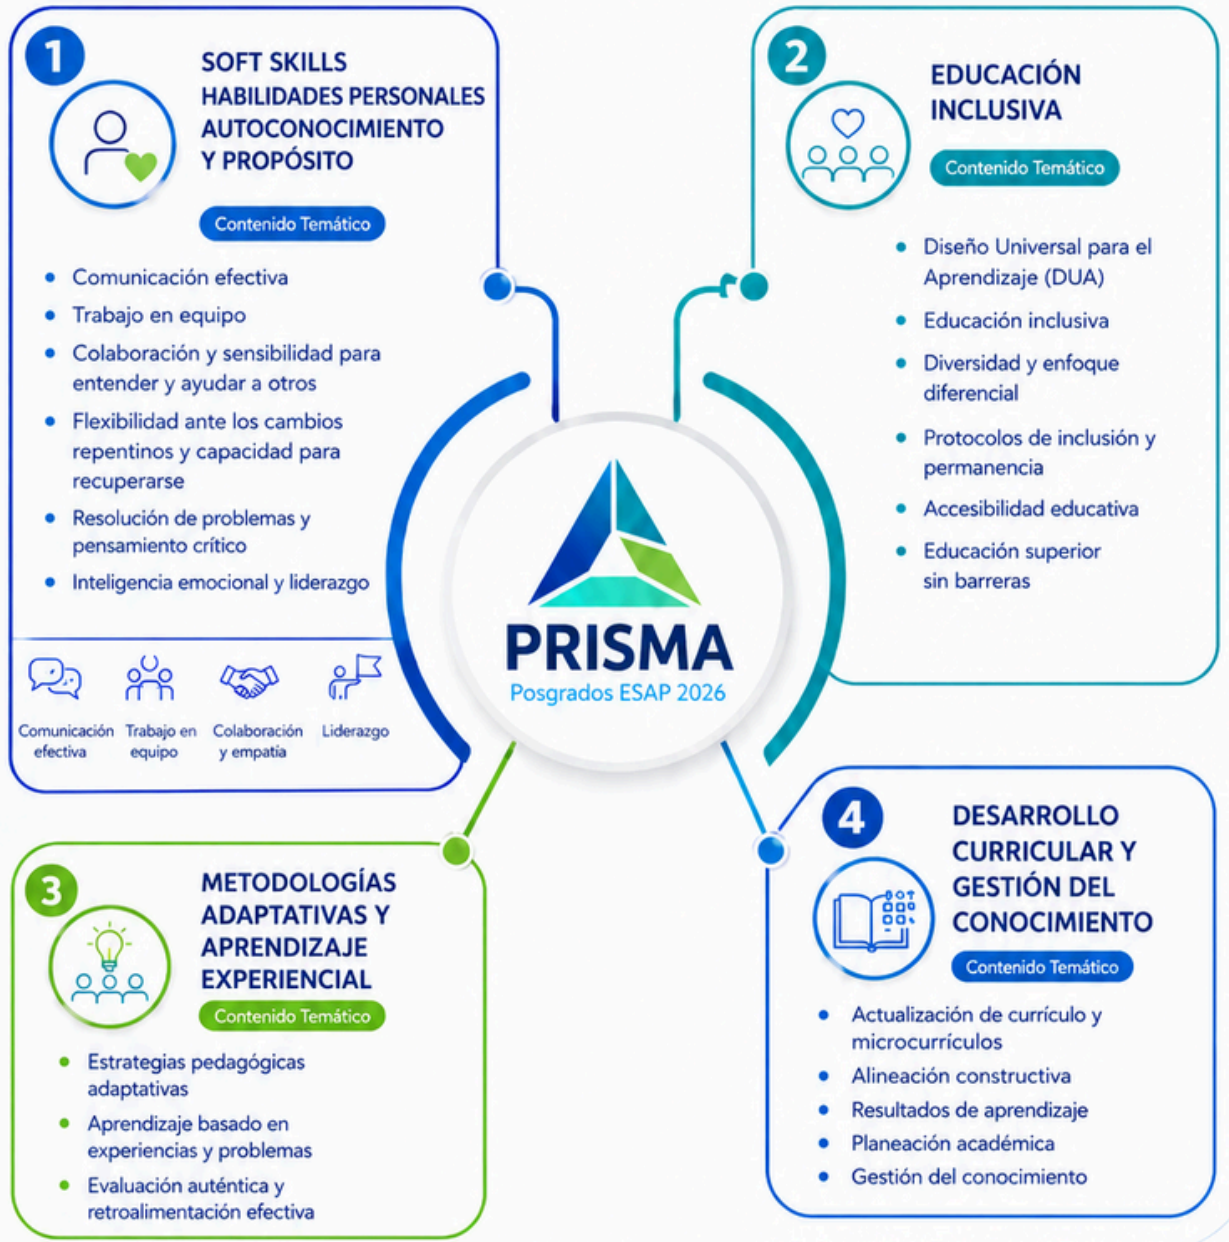 1
SOFT SKILLS
HABILIDADES PERSONALES
AUTOCONOCIMIENTO
Y PROPÓSITO
Contenido Temático
• Comunicación efectiva
• Trabajo en equipo
• Colaboración y sensibilidad para
entender y ayudar a otros
• Flexibilidad ante los cambios
repentinos y capacidad para
recuperarse
• Resolución de problemas y
pensamiento crítico
• Inteligencia emocional y liderazgo
Comunicación
efectiva
Trabajo en
equipo
Colaboración
y empatía
Liderazgo
2
EDUCACIÓN
INCLUSIVA
Contenido Temático
• Diseño Universal para el
Aprendizaje (DUA)
• Educación inclusiva
• Diversidad y enfoque
diferencial
• Protocolos de inclusión y
permanencia
• Accesibilidad educativa
• Educación superior
sin barreras
PRISMA
Posgrados ESAP 2026
3
METODOLOGÍAS
ADAPTATIVAS Y
APRENDIZAJE
EXPERIENCIAL
Contenido Temático
• Estrategias pedagógicas
adaptativas
• Aprendizaje basado en
experiencias y problemas
• Evaluación auténtica y
retroalimentación efectiva
4
DESARROLLO
CURRICULAR Y
GESTIÓN DEL
CONOCIMIENTO
Contenido Temático
• Actualización de currículo y
microcurrículos
• Alineación constructiva
• Resultados de aprendizaje
• Planeación académica
• Gestión del conocimiento